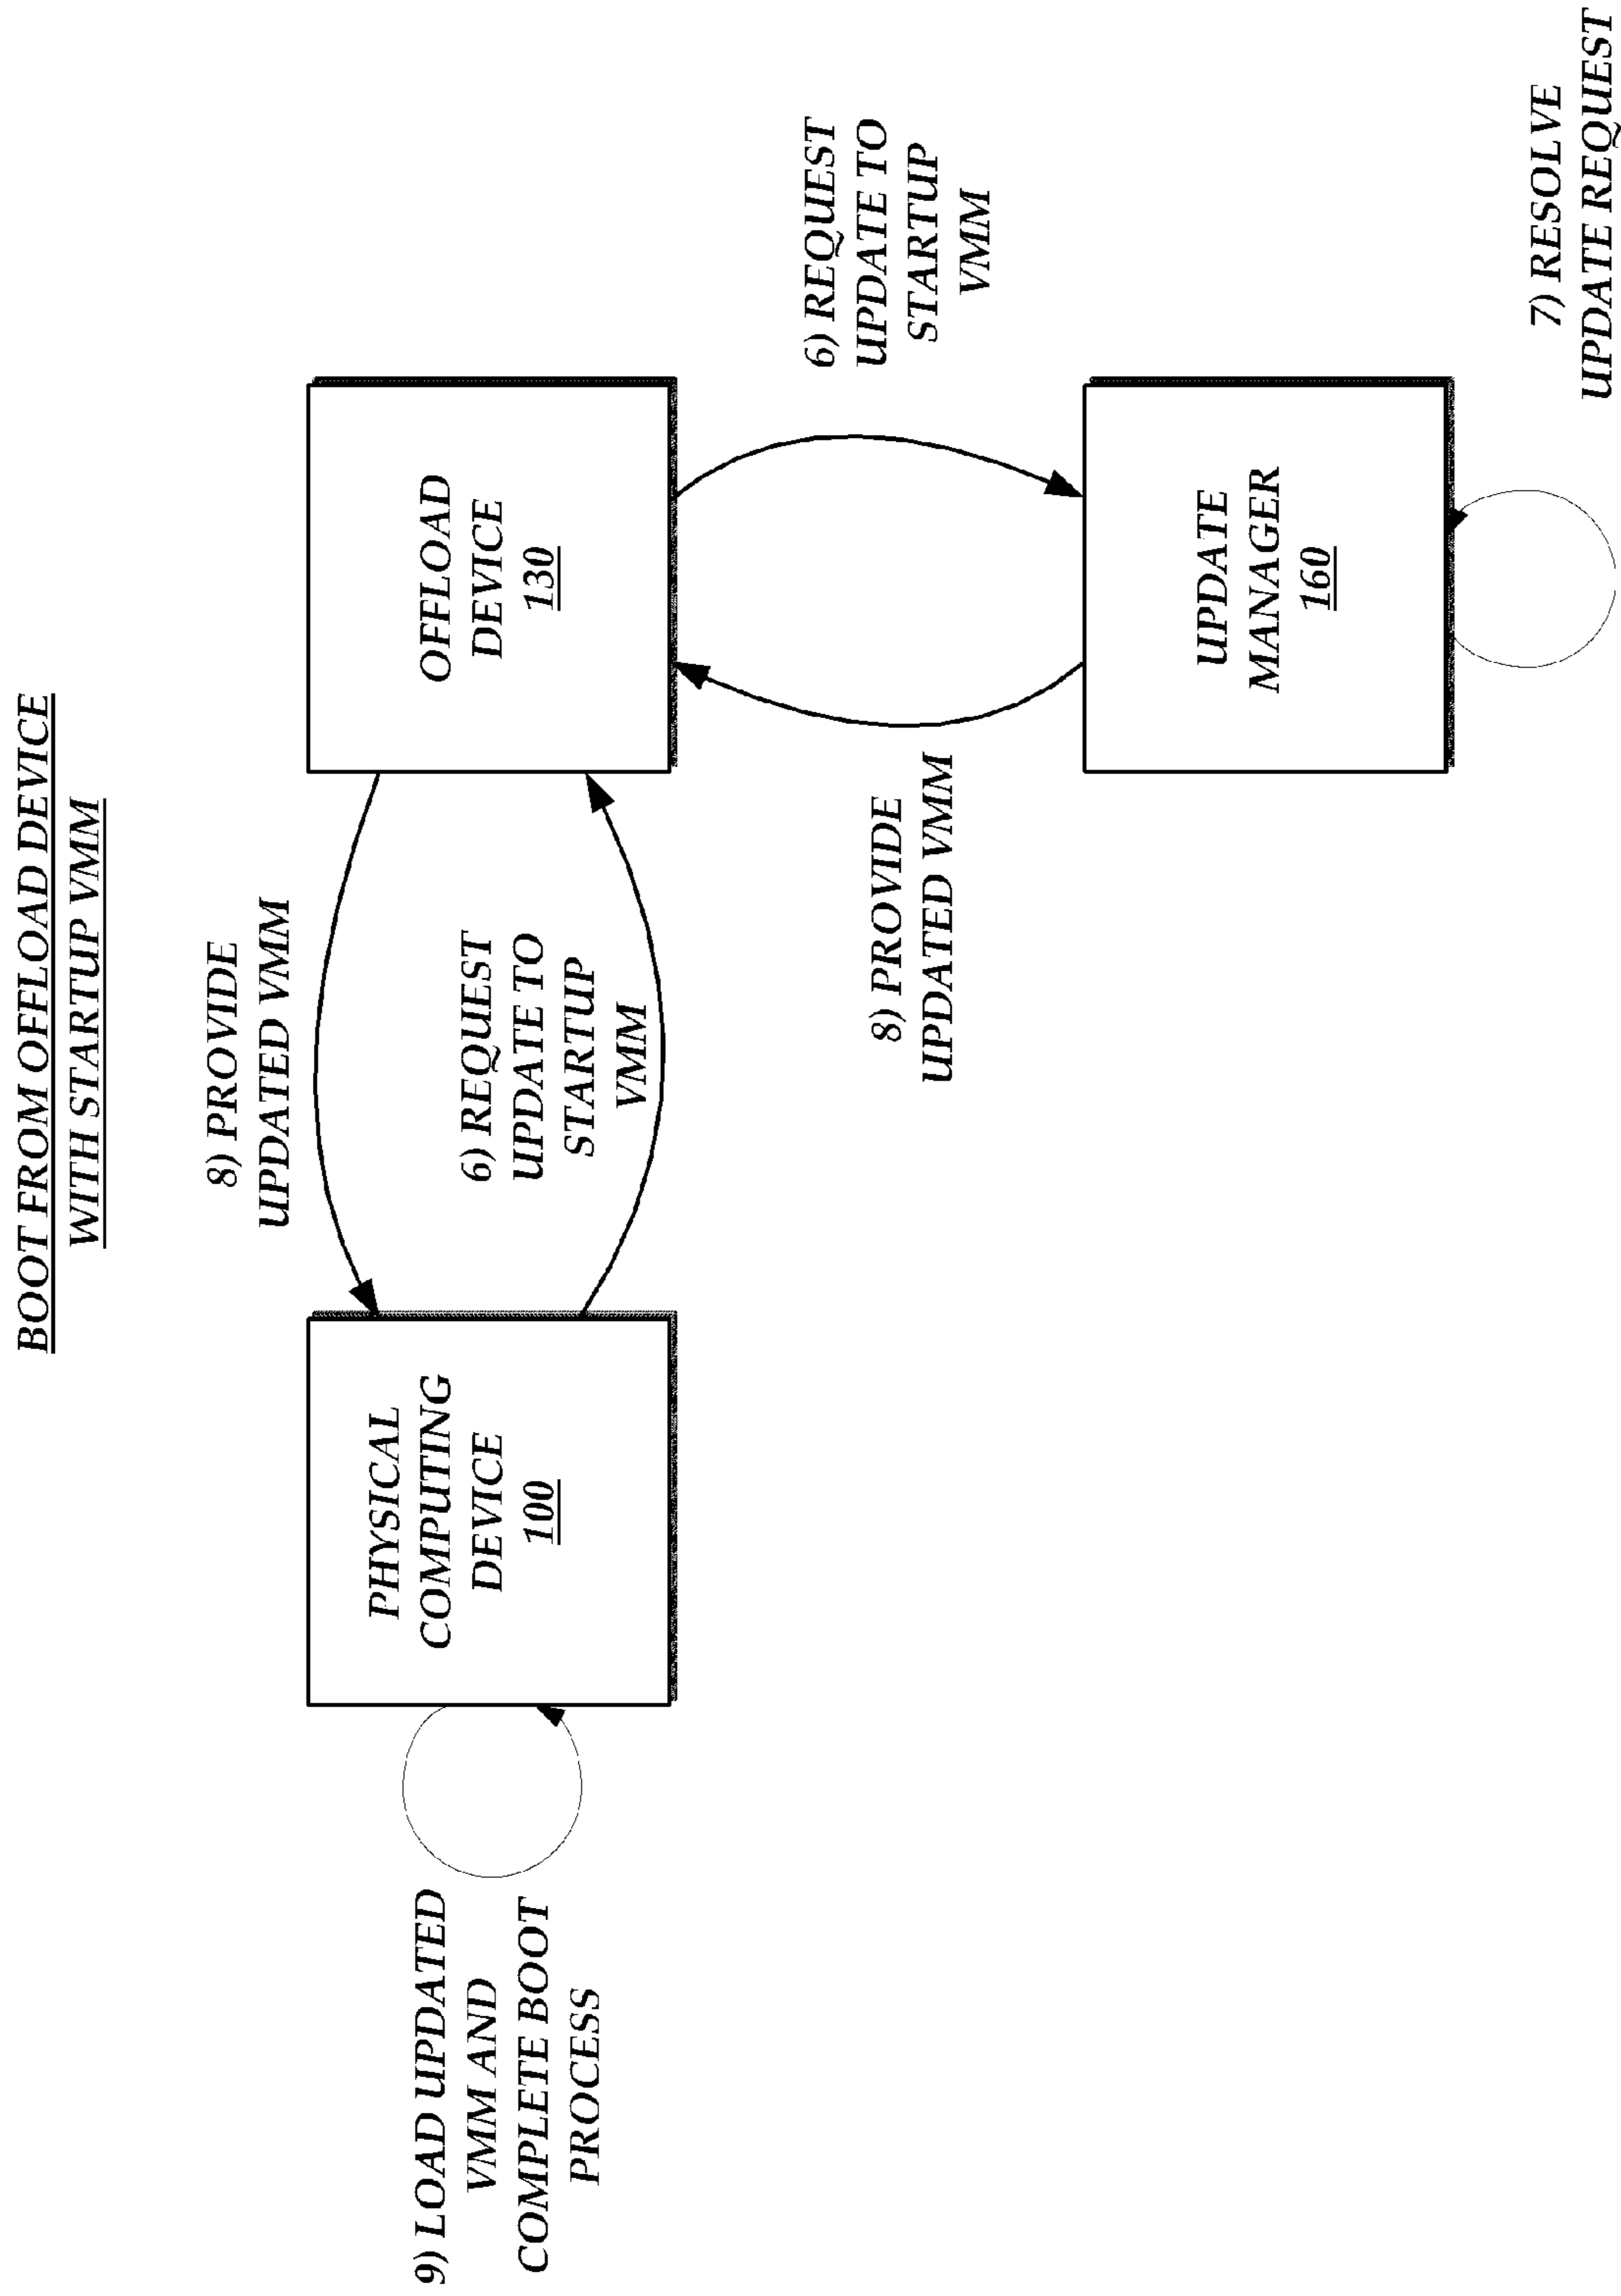 BOOT FROM OFFLOAD DEVICE
WITH STARTUP VMM
8) PROVIDE
UPDATED VMM
9) LOAD UPDATED
VMM AND
COMPLETE BOOT
PROCESS
PHYSICAL
COMPUTING
DEVICE
100
6) REQUEST
UPDATE TO
STARTUP
VMM
OFFLOAD
DEVICE
130
8) PROVIDE
UPDATED VMM
6) REQUEST
UPDATE TO
STARTUP
VMM
UPDATE
MANAGER
160
7) RESOLVE
UPDATE REQUEST